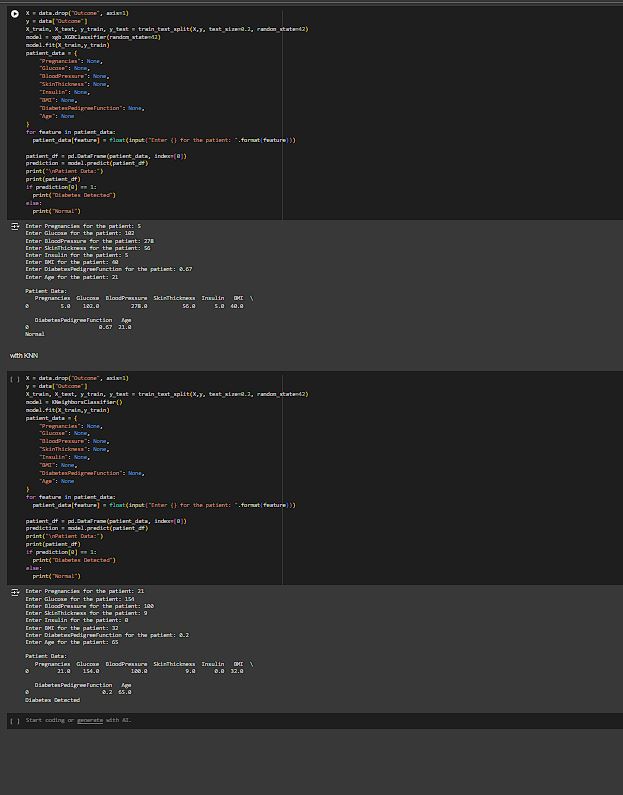 X = data.drop("Outcome", axis=1)
y = data["Outcome"]
X_train, X_test, y_train, y_test = train_test_split(X,y, test_size=0.2, random_state=42)
model = xgb.XGBClassifier(random_state=42)
model.fit(X_train,y_train)
patient_data = {
"Pregnancies": None,
"Glucose": None,
"BloodPressure": None,
"SkinThickness": None,
"Insulin": None,
"BMI": None,
"DiabetesPedigreeFunction": None,
"Age": None
}
for feature in patient_data:
patient_data[feature] = float(input("Enter {} for the patient: ".format(feature)))
patient_df = pd.DataFrame(patient_data, index=[0])
prediction = model.predict(patient_df)
print("\nPatient Data:")
print(patient_df)
if prediction[0] == 1:
print("Diabetes Detected")
else:
print("Normal")
Enter Pregnancies for the patient: 5
Enter Glucose for the patient: 102
Enter BloodPressure for the patient: 278
Enter SkinThickness for the patient: 56
Enter Insulin for the patient: 5
Enter BMI for the patient: 40
Enter DiabetesPedigreeFunction for the patient: 0.67
Enter Age for the patient: 21
Patient Data:
Pregnancies Glucose BloodPressure SkinThickness Insulin BMI \
0 5.0 102.0 278.0 56.0 5.0 40.0
DiabetesPedigreeFunction Age
0 0.67 21.0
Normal
with KNN
[ ] X = data.drop("Outcome", axis=1)
y = data["Outcome"]
X_train, X_test, y_train, y_test = train_test_split(X,y, test_size=0.2, random_state=42)
model = KNeighborsClassifier()
model.fit(X_train,y_train)
patient_data = {
"Pregnancies": None,
"Glucose": None,
"BloodPressure": None,
"SkinThickness": None,
"Insulin": None,
"BMI": None,
"DiabetesPedigreeFunction": None,
"Age": None
}
for feature in patient_data:
patient_data[feature] = float(input("Enter {} for the patient: ".format(feature)))
patient_df = pd.DataFrame(patient_data, index=[0])
prediction = model.predict(patient_df)
print("\nPatient Data:")
print(patient_df)
if prediction[0] == 1:
print("Diabetes Detected")
else:
print("Normal")
Enter Pregnancies for the patient: 21
Enter Glucose for the patient: 154
Enter BloodPressure for the patient: 100
Enter SkinThickness for the patient: 9
Enter Insulin for the patient: 0
Enter BMI for the patient: 32
Enter DiabetesPedigreeFunction for the patient: 0.2
Enter Age for the patient: 65
Patient Data:
Pregnancies Glucose BloodPressure SkinThickness Insulin BMI \
0 21.0 154.0 100.0 9.0 0.0 32.0
DiabetesPedigreeFunction Age
0 0.2 65.0
Diabetes Detected
[ ] Start coding or generate with AI.